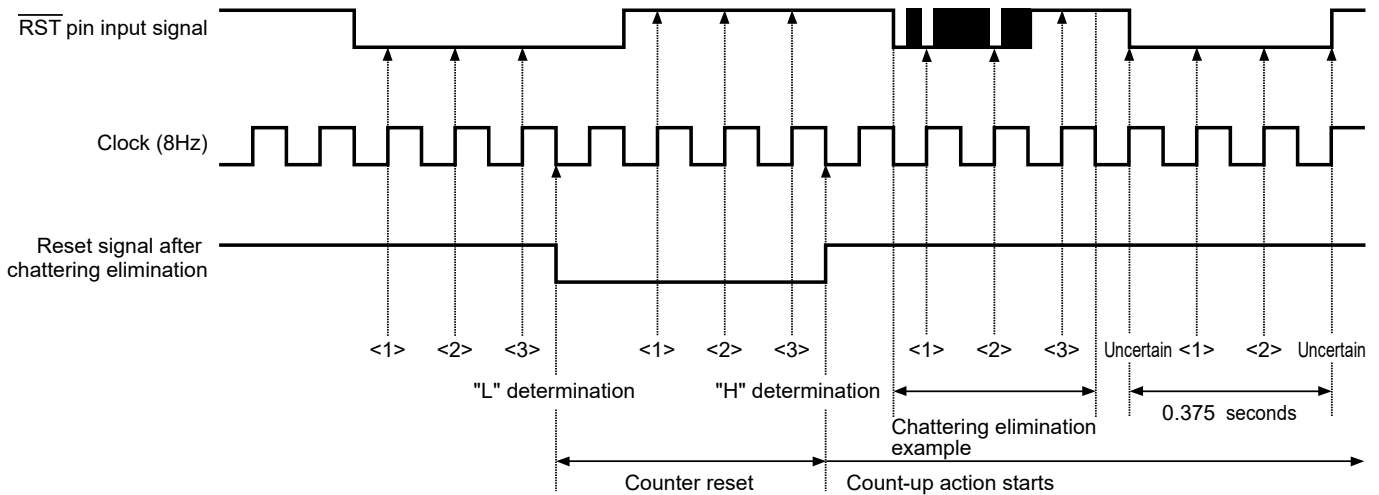 RST pin input signal
Clock (8Hz)
Reset signal after
chattering elimination
<1> <2> <3> <1> <2> <3> <1> <2> <3> Uncertain <1> <2> Uncertain
"L" determination "H" determination
0.375 seconds
Chattering elimination
example
Counter reset Count-up action starts